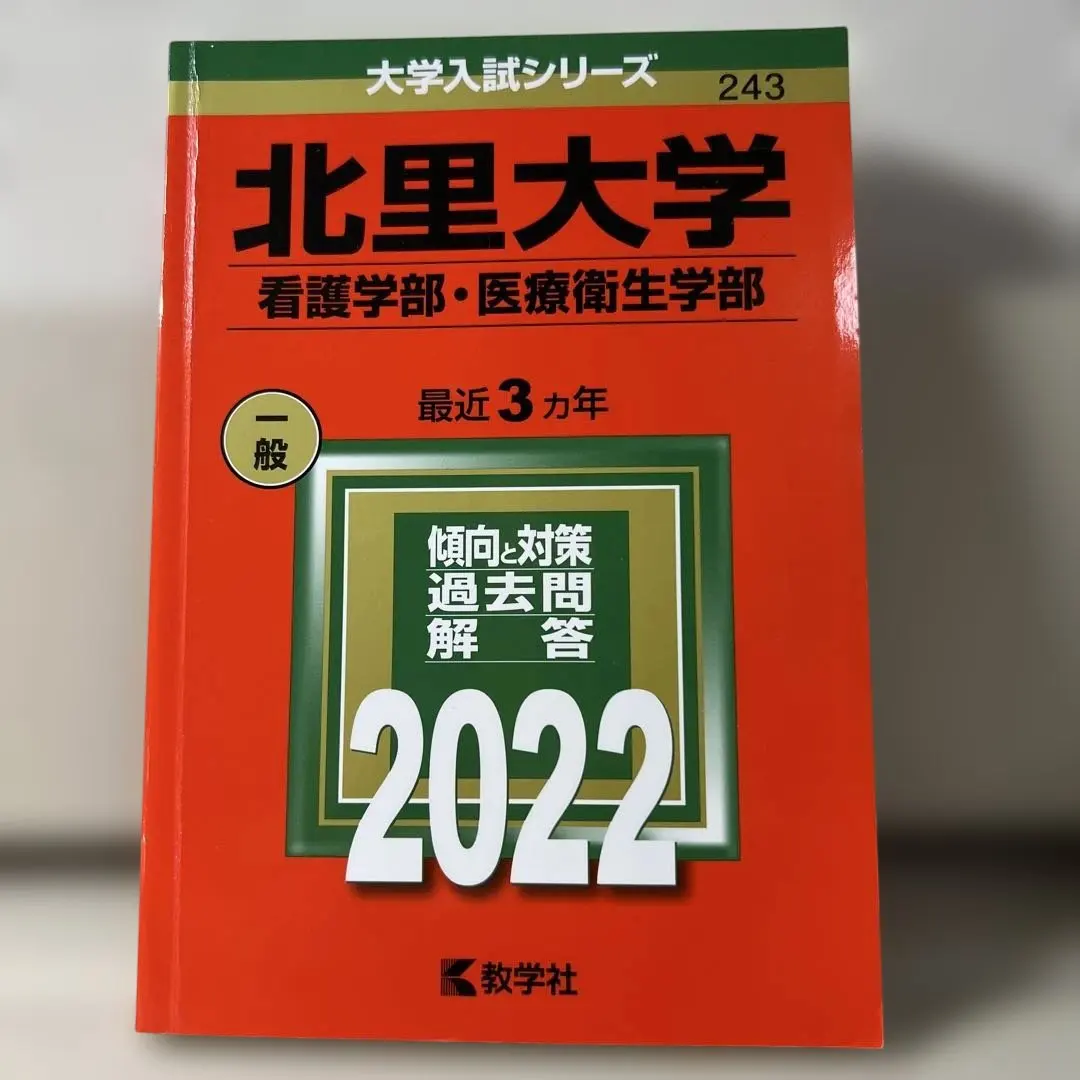 大学入試シリーズ
243
北里大学
看護学部・医療衛生学部
最近3カ年
一般
傾向と対策
過去問
解答
2022
教学社